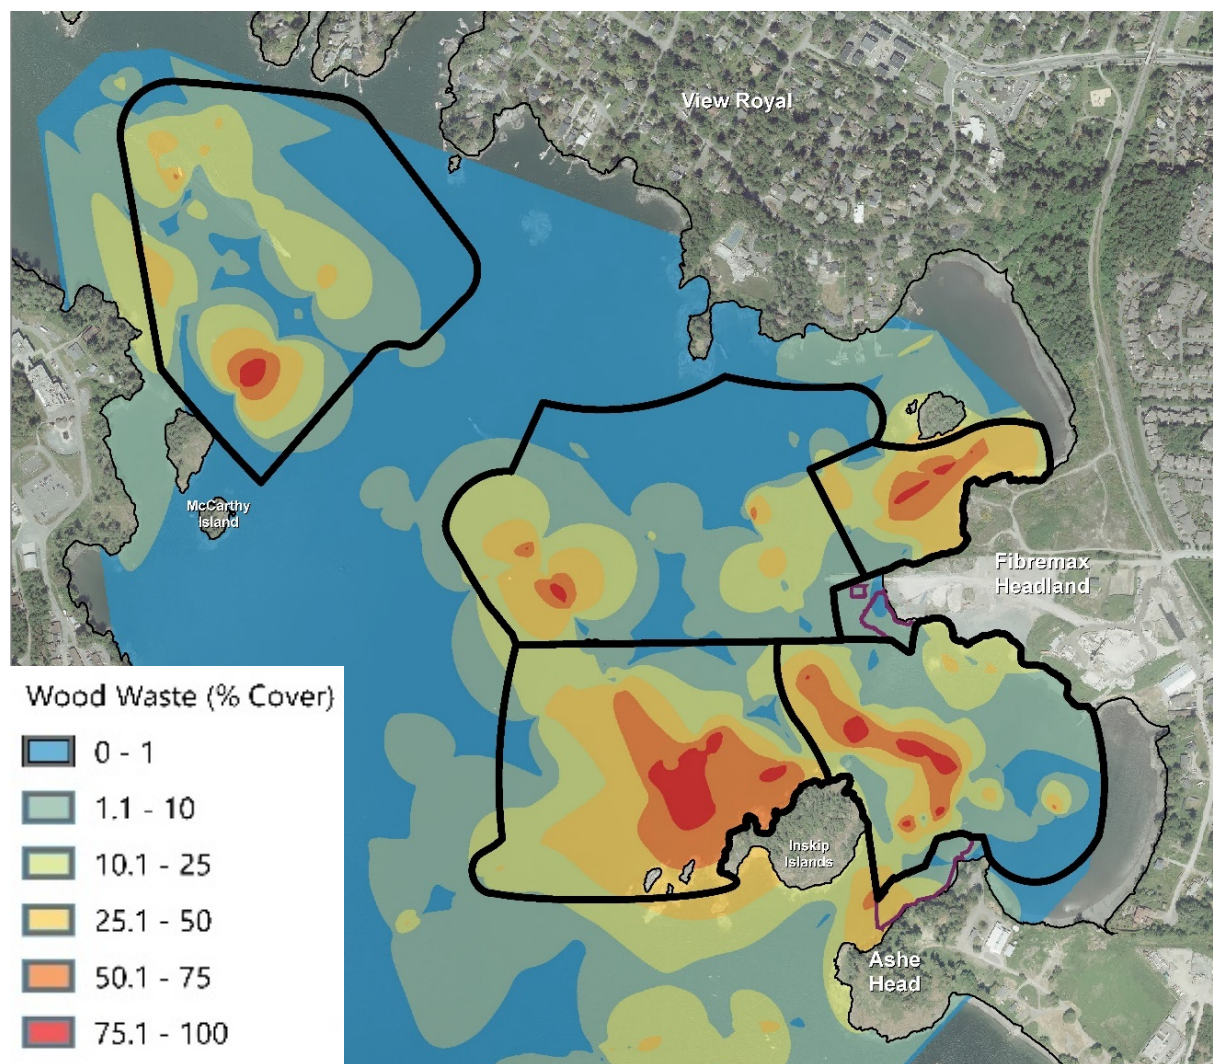 View Royal
McCarthy
Island
Fibremax
Headland
Inskip
Islands
Ashe
Head
Wood Waste (% Cover)
0 - 1
1.1 - 10
10.1 - 25
25.1 - 50
50.1 - 75
75.1 - 100